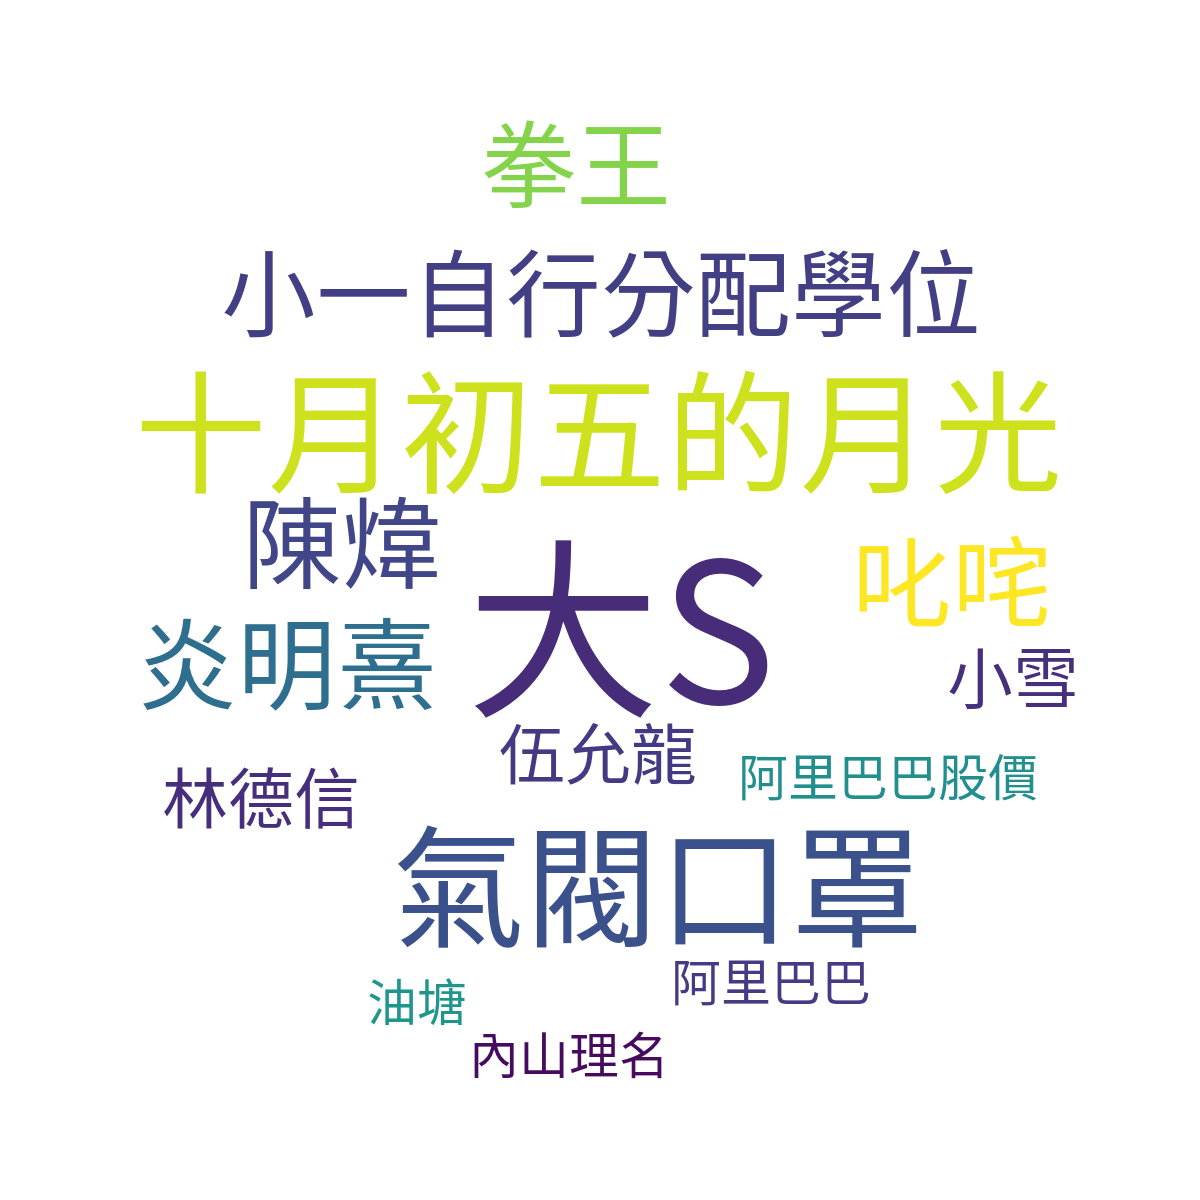 拳王
小一自行分配學位
十月初五的月光
陳煒
大S
叱咤
炎明熹
小雪
伍允龍
阿里巴巴股價
林德信
氣閥口罩
阿里巴巴
油塘
內山理名